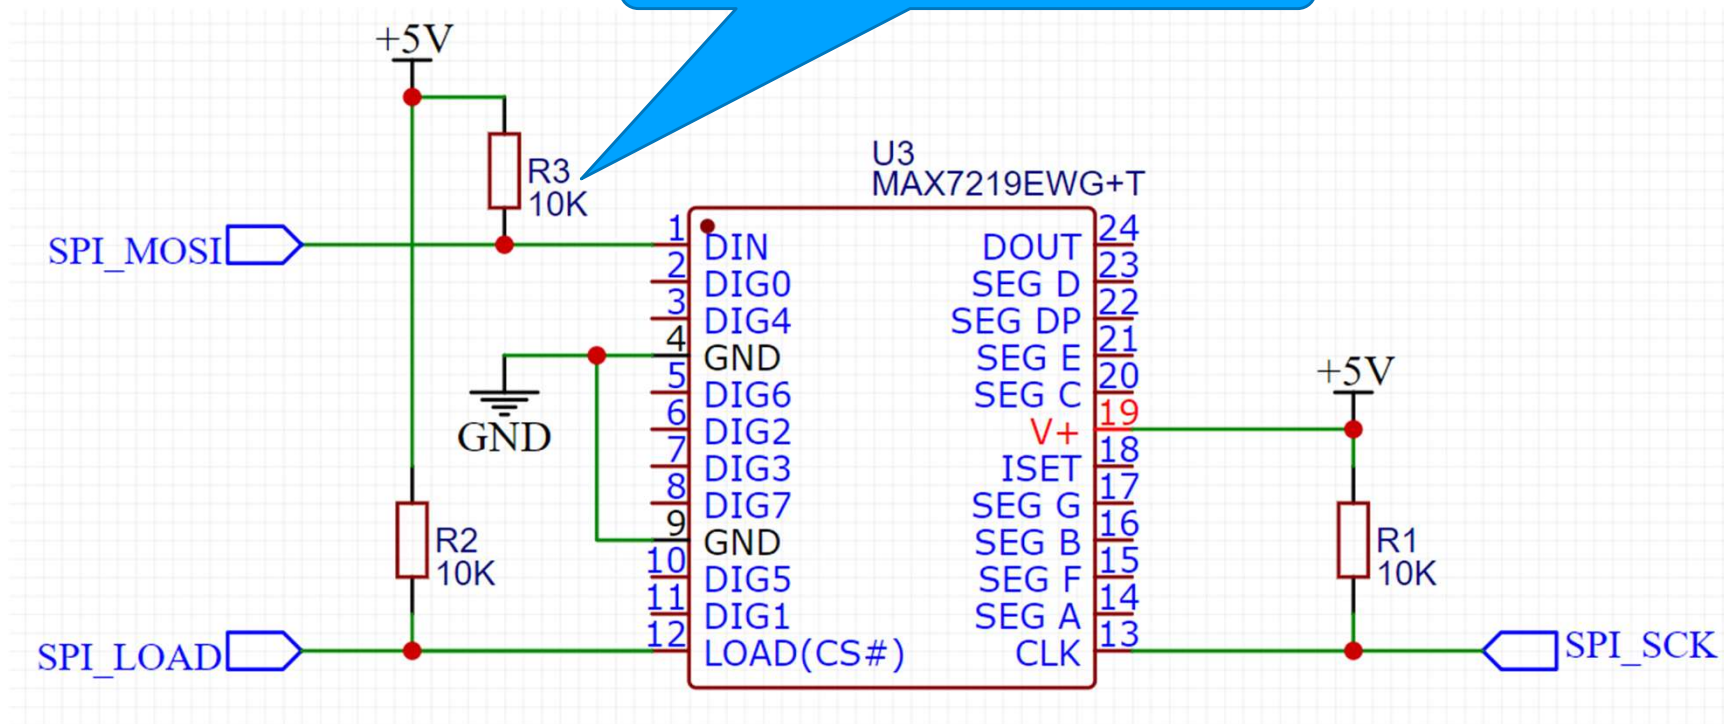 +5V
R3
10K
U3
MAX7219EWG+T
SPI_MOSI
1
DIN
DOUT
24
2
DIG0
SEG D
23
3
DIG4
SEG DP
22
4
GND
SEG E
21
5
DIG6
SEG C
20
6
DIG2
V+
19
7
DIG3
ISET
18
8
DIG7
SEG G
17
9
GND
SEG B
16
10
DIG5
SEG F
15
11
DIG1
SEG A
14
12
LOAD(CS#)
CLK
13
GND
+5V
R2
10K
R1
10K
SPI_LOAD
SPI_SCK